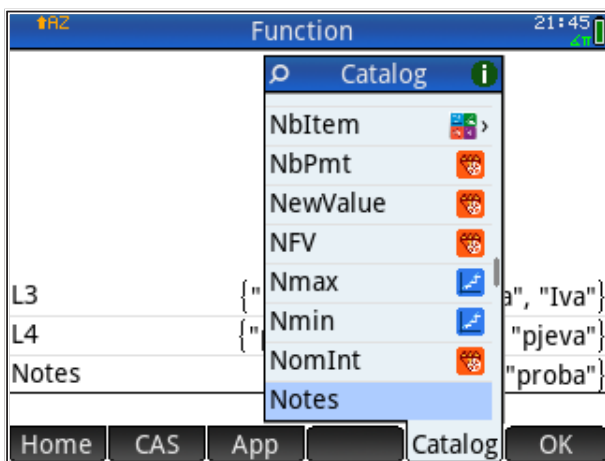 AZ Function 21:45
∡π
Catalog
NbItem
NbPmt
NewValue
NFV
Nmax
L3 {" a", "Iva"}
Nmin
L4 {"p "pjeva"}
NomInt
Notes "proba"}
Notes
Home CAS App Catalog OK